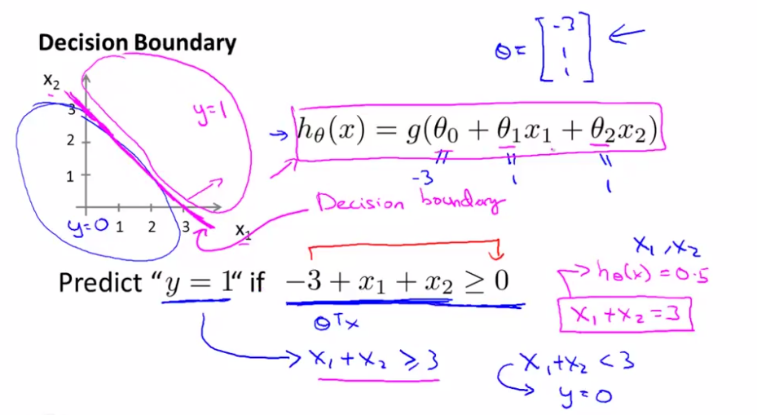 Decision Boundary
θ = [-3 1 1]
x₂
3
2
1
y=1
y=0
1 2 3
x₁
hθ(x) = g(θ₀ + θ₁x₁ + θ₂x₂)
-3 1 1
Decision boundary
Predict “y = 1“ if -3 + x₁ + x₂ ≥ 0
θᵀx
x₁ + x₂ ≥ 3
x₁, x₂
hθ(x) = 0.5
x₁ + x₂ = 3
x₁ + x₂ < 3
y = 0